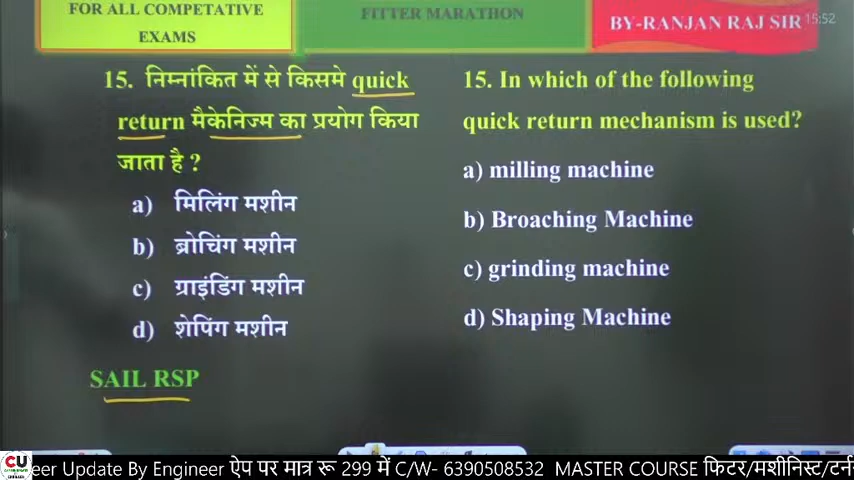 FOR ALL COMPETATIVE
EXAMS
FITTER MARATHON
BY-RANJAN RAJ SIR
15:52
15. निम्नांकित में से किसमे quick
return मैकेनिज्म का प्रयोग किया
जाता है ?
a) मिलिंग मशीन
b) ब्रोचिंग मशीन
c) ग्राइंडिंग मशीन
d) शेपिंग मशीन
SAIL RSP
15. In which of the following
quick return mechanism is used?
a) milling machine
b) Broaching Machine
c) grinding machine
d) Shaping Machine
CU
eer Update By Engineer ऐप पर मात्र रू 299 में C/W- 6390508532 MASTER COURSE फिटर/मशीनिस्ट/टर्न